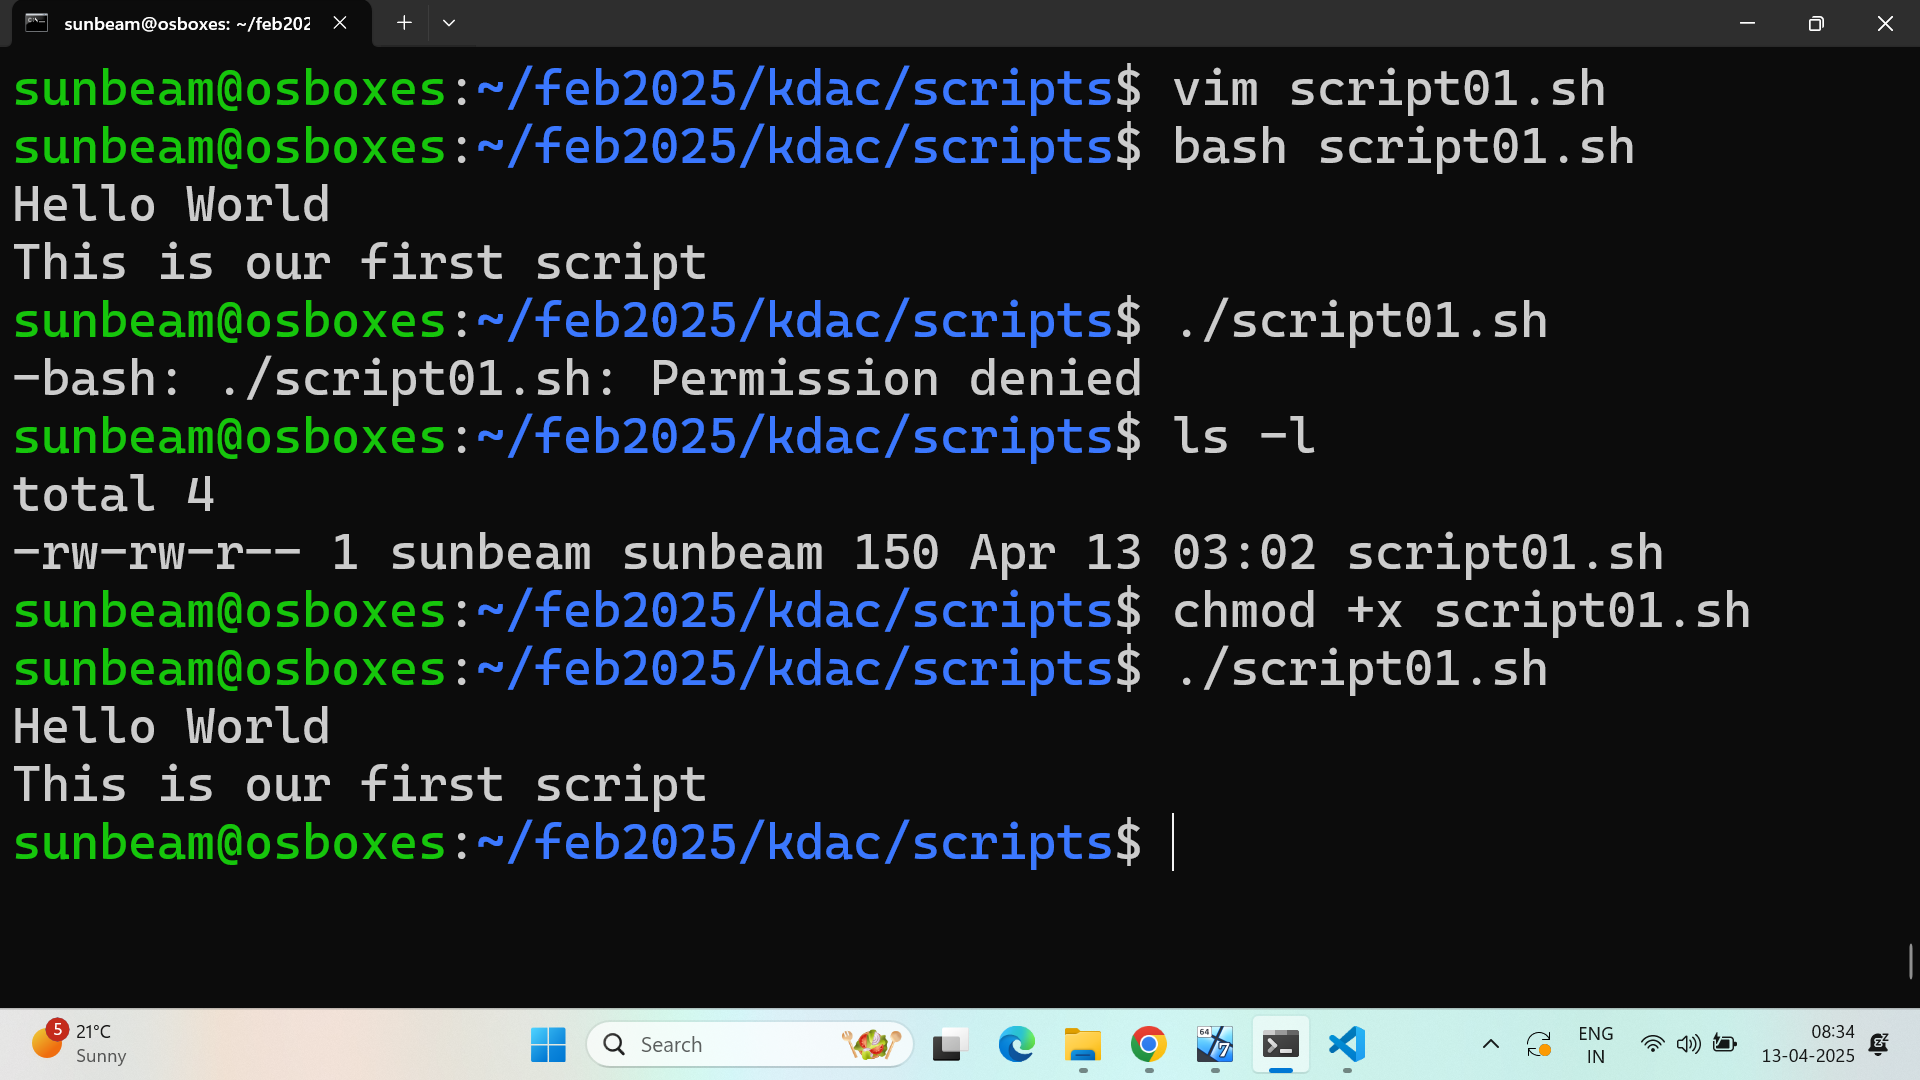 sunbeam@osboxes: ~/feb202
sunbeam@osboxes:~/feb2025/kdac/scripts$ vim script01.sh
sunbeam@osboxes:~/feb2025/kdac/scripts$ bash script01.sh
Hello World
This is our first script
sunbeam@osboxes:~/feb2025/kdac/scripts$ ./script01.sh
-bash: ./script01.sh: Permission denied
sunbeam@osboxes:~/feb2025/kdac/scripts$ ls -l
total 4
-rw-rw-r-- 1 sunbeam sunbeam 150 Apr 13 03:02 script01.sh
sunbeam@osboxes:~/feb2025/kdac/scripts$ chmod +x script01.sh
sunbeam@osboxes:~/feb2025/kdac/scripts$ ./script01.sh
Hello World
This is our first script
sunbeam@osboxes:~/feb2025/kdac/scripts$
5
21°C
Sunny
Search
64
7
ENG
IN
08:34
13-04-2025